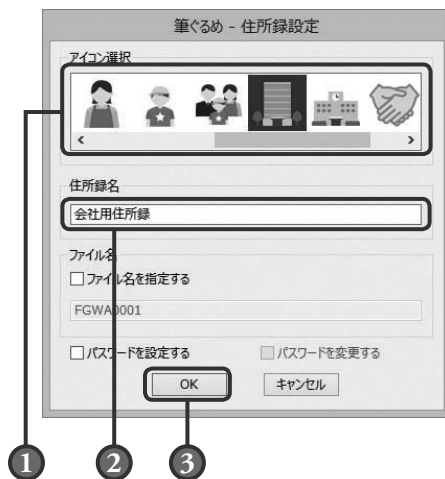 筆ぐるめ - 住所録設定
アイコン選択
住所録名
会社用住所録
ファイル名
ファイル名を指定する
FGWA0001
パスワードを設定する パスワードを変更する
OK キャンセル
1 2 3